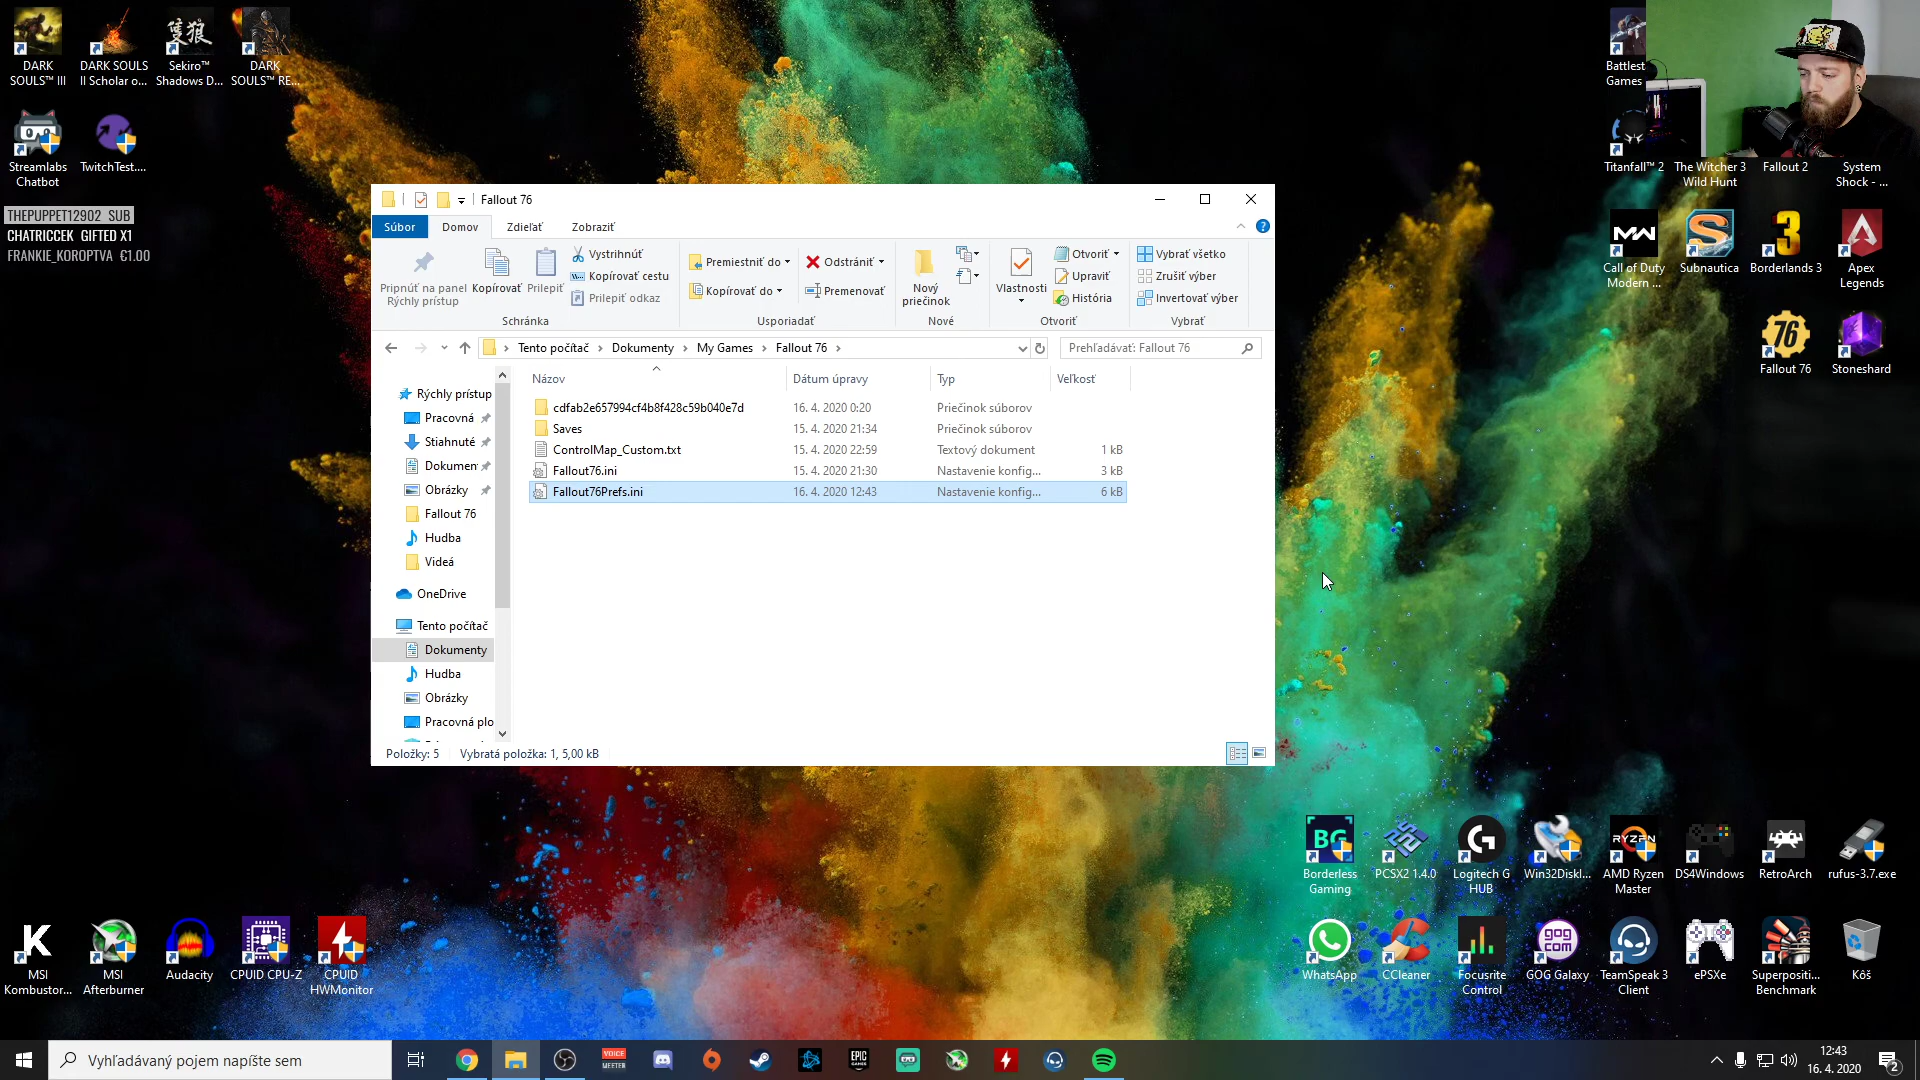 DARK
SOULS™ III
DARK SOULS
II Scholar o...
Sekiro™
Shadows D...
DARK
SOULS™ RE...
Streamlabs
Chatbot
TwitchTest....
THEPUPPET12902 SUB
CHATRICCEK GIFTED X1
FRANKIE_KOROPTVA €1.00
Battlest
Games
Titanfall™ 2
The Witcher 3
Wild Hunt
Fallout 2
System
Shock - ...
Call of Duty
Modern ...
Subnautica
Borderlands 3
Apex
Legends
Fallout 76
Stoneshard
Fallout 76
Súbor
Domov
Zdieľať
Zobraziť
Pripnúť na panel
Rýchly prístup
Kopírovať
Prilepiť
Vystrihnúť
Kopírovať cestu
Prilepiť odkaz
Schránka
Premiestniť do
Kopírovať do
Odstrániť
Premenovať
Usporiadať
Nový
priečinok
Nové
Vlastnosti
Otvoriť
Upraviť
História
Otvoriť
Vybrať všetko
Zrušiť výber
Invertovať výber
Vybrať
Tento počítač
Dokumenty
My Games
Fallout 76
Prehľadávať: Fallout 76
Názov
Dátum úpravy
Typ
Veľkosť
cdfab2e657994cf4b8f428c59b040e7d 16. 4. 2020 0:20 Priečinok súborov
Saves 15. 4. 2020 21:34 Priečinok súborov
ControlMap_Custom.txt 15. 4. 2020 22:59 Textový dokument 1 kB
Fallout76.ini 15. 4. 2020 21:30 Nastavenie konfig... 3 kB
Fallout76Prefs.ini 16. 4. 2020 12:43 Nastavenie konfig... 6 kB
Rýchly prístup
Pracovná
Stiahnuté
Dokumen
Obrázky
Fallout 76
Hudba
Videá
OneDrive
Tento počítač
Dokumenty
Hudba
Obrázky
Pracovná plo
Položky: 5
Vybratá položka: 1, 5,00 kB
Borderless
Gaming
PCSX2 1.4.0
Logitech G
HUB
Win32DiskI...
AMD Ryzen
Master
DS4Windows
RetroArch
rufus-3.7.exe
MSI
Kombustor...
MSI
Afterburner
Audacity
CPUID CPU-Z
CPUID
HWMonitor
WhatsApp
CCleaner
Focusrite
Control
GOG Galaxy
TeamSpeak 3
Client
ePSXe
Superpositi...
Benchmark
Kôš
Vyhľadávaný pojem napíšte sem
12:43
16. 4. 2020
2